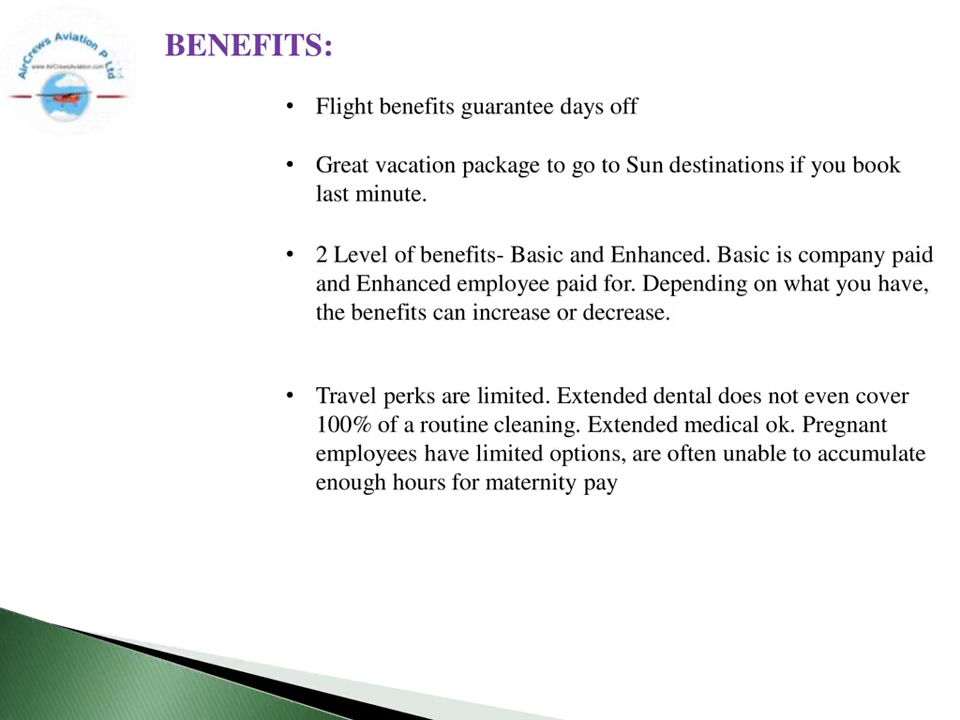 AirCrews Aviation P Ltd
www.AirCrewsAviation.com
BENEFITS:
• Flight benefits guarantee days off
• Great vacation package to go to Sun destinations if you book
last minute.
• 2 Level of benefits- Basic and Enhanced. Basic is company paid
and Enhanced employee paid for. Depending on what you have,
the benefits can increase or decrease.
• Travel perks are limited. Extended dental does not even cover
100% of a routine cleaning. Extended medical ok. Pregnant
employees have limited options, are often unable to accumulate
enough hours for maternity pay